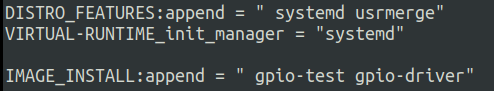 DISTRO_FEATURES:append = " systemd usrmerge"
VIRTUAL-RUNTIME_init_manager = "systemd"
IMAGE_INSTALL:append = " gpio-test gpio-driver"